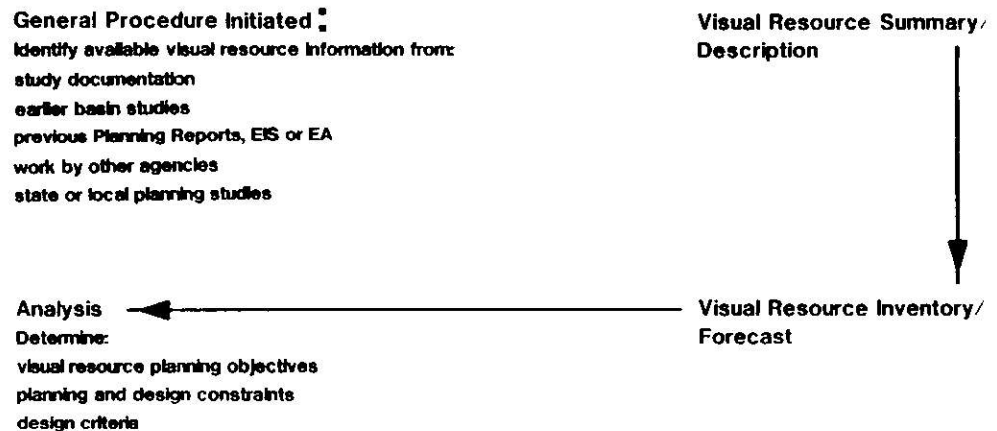 General Procedure Initiated :
Identify available visual resource information from:
study documentation
earlier basin studies
previous Planning Reports, EIS or EA
work by other agencies
state or local planning studies
Visual Resource Summary/
Description
Visual Resource Inventory/
Forecast
Analysis
Determine:
visual resource planning objectives
planning and design constraints
design criteria